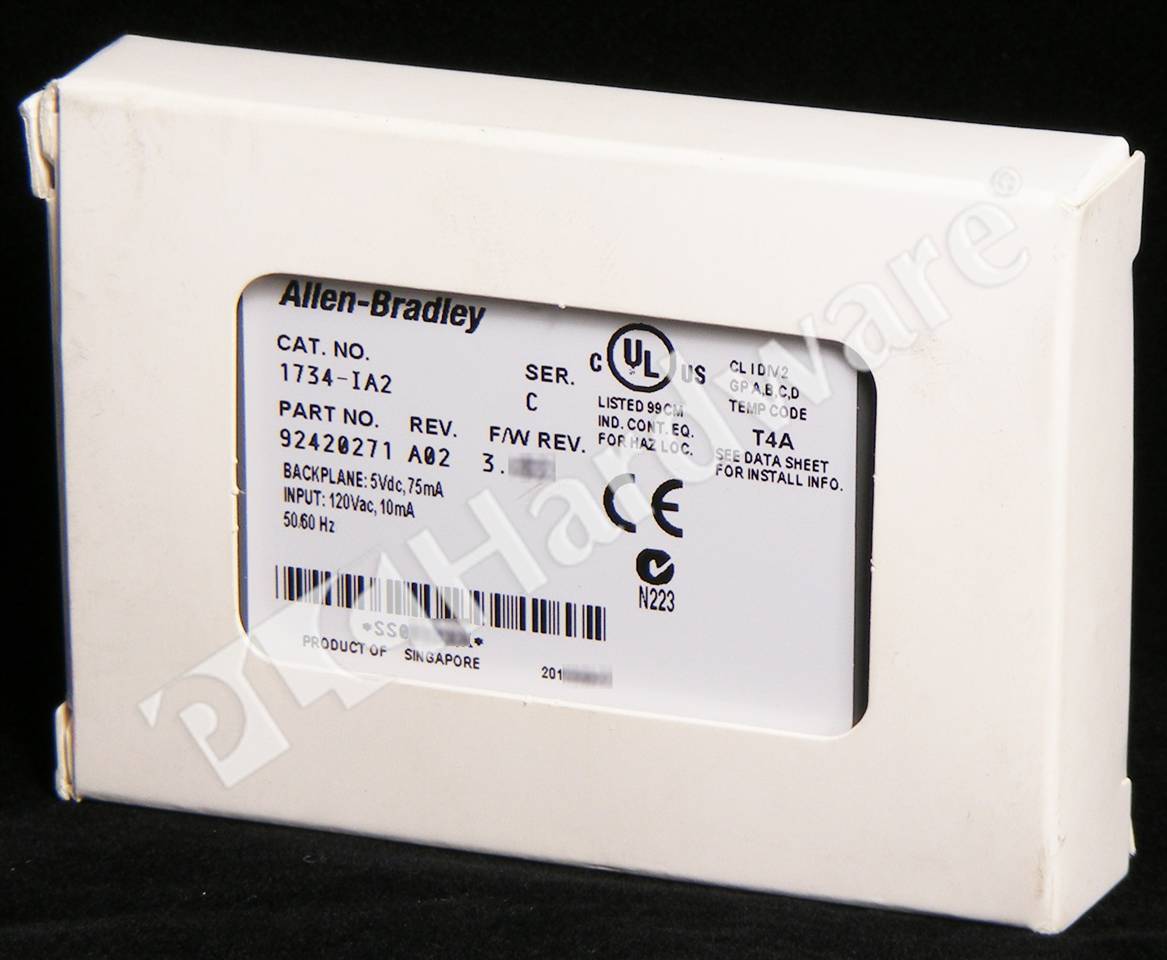 Allen-Bradley
CAT. NO.
1734-IA2
SER.
C
PART NO. REV. F/W REV.
92420271 A02 3.
BACKPLANE: 5Vdc, 75mA
INPUT: 120Vac, 10mA
50/60 Hz
C UL US
LISTED 99CM
IND. CONT. EQ.
FOR HAZ LOC.
CL I DIV 2
GP A,B,C,D
TEMP CODE
T4A
SEE DATA SHEET
FOR INSTALL INFO.
CE
N223
PRODUCT OF SINGAPORE
PLC Hardware®